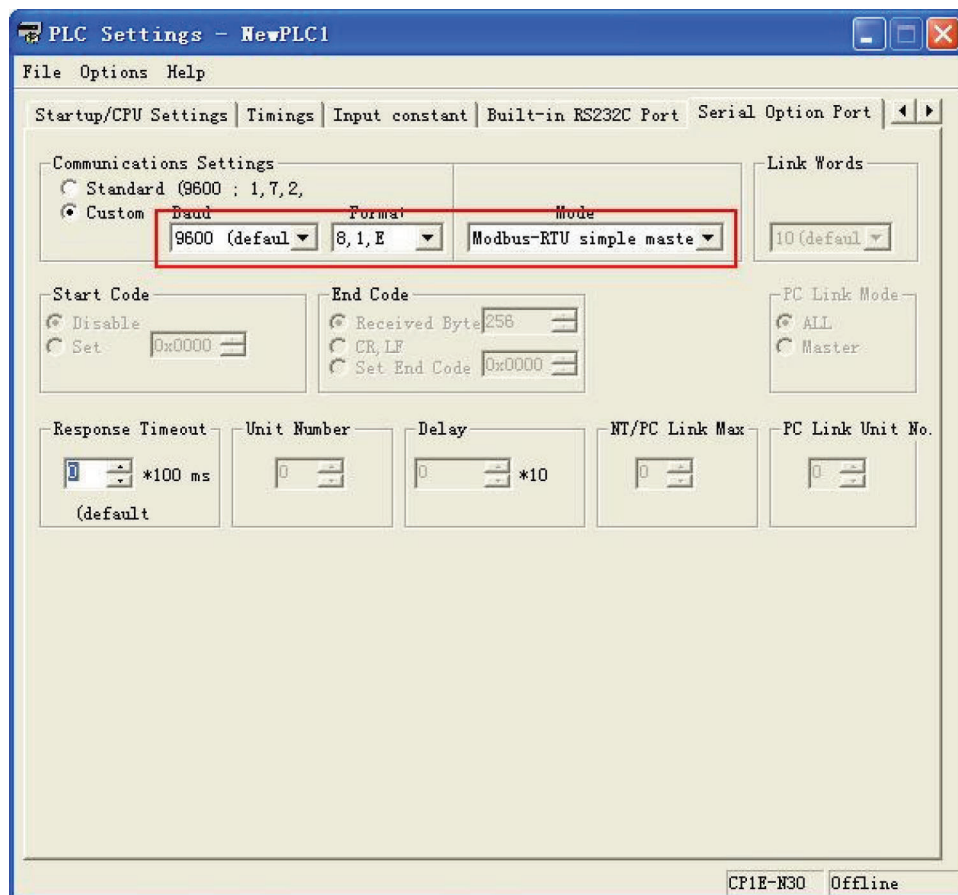 PLC Settings - NewPLC1
File Options Help
Startup/CPU Settings Timings Input constant Built-in RS232C Port Serial Option Port
Communications Settings
Link Words
Standard (9600 ; 1,7,2,
Custom Baud Format Mode
9600 (defaul 8,1,E Modbus-RTU simple maste 10 (defaul
Start Code End Code PC Link Mode
Disable Received Byte 256 ALL
Set 0x0000 CR,LF Master
Set End Code 0x0000
Response Timeout Unit Number Delay NT/PC Link Max PC Link Unit No.
0 *100 ms 0 0 *10 0 0
(default
CP1E-N30 Offline